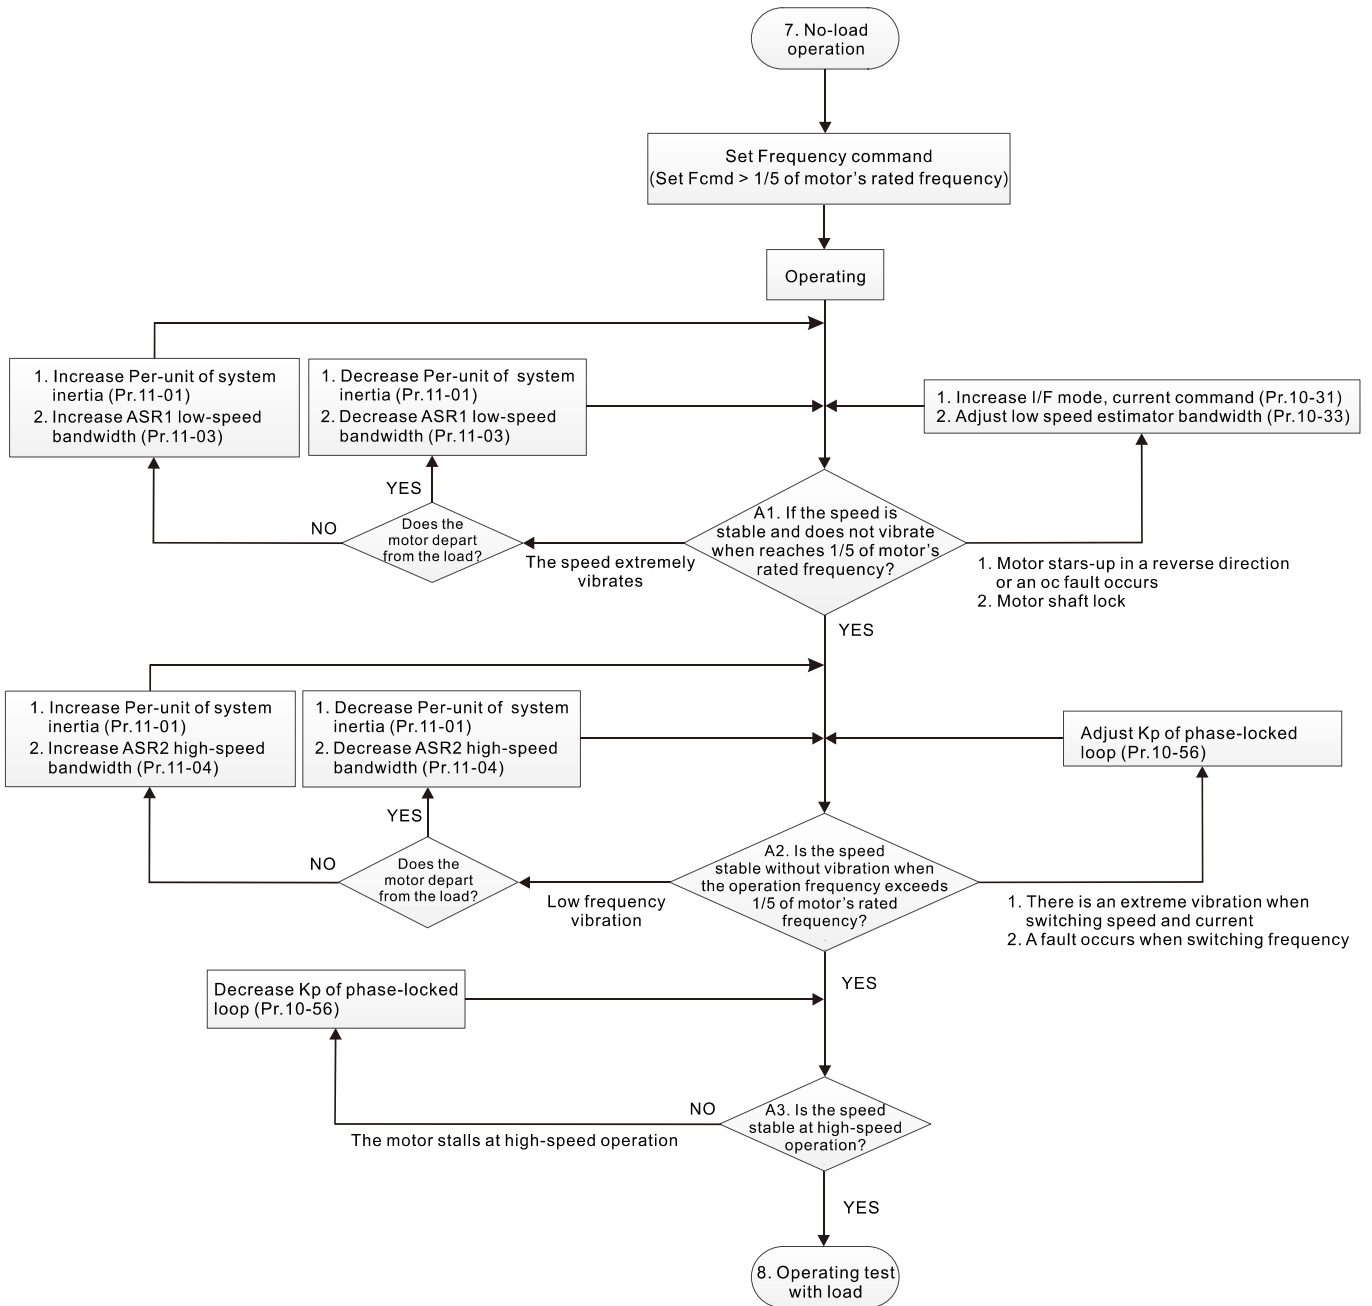 7. No-load
operation
Set Frequency command
(Set Fcmd > 1/5 of motor's rated frequency)
Operating
1. Increase Per-unit of system
inertia (Pr.11-01)
2. Increase ASR1 low-speed
bandwidth (Pr.11-03)
1. Decrease Per-unit of system
inertia (Pr.11-01)
2. Decrease ASR1 low-speed
bandwidth (Pr.11-03)
1. Increase I/F mode, current command (Pr.10-31)
2. Adjust low speed estimator bandwidth (Pr.10-33)
YES
NO
Does the
motor depart
from the load?
The speed extremely
vibrates
A1. If the speed is
stable and does not vibrate
when reaches 1/5 of motor's
rated frequency?
1. Motor stars-up in a reverse direction
or an oc fault occurs
2. Motor shaft lock
YES
1. Increase Per-unit of system
inertia (Pr.11-01)
2. Increase ASR2 high-speed
bandwidth (Pr.11-04)
1. Decrease Per-unit of system
inertia (Pr.11-01)
2. Decrease ASR2 high-speed
bandwidth (Pr.11-04)
Adjust Kp of phase-locked
loop (Pr.10-56)
YES
NO
Does the
motor depart
from the load?
Low frequency
vibration
A2. Is the speed
stable without vibration when
the operation frequency exceeds
1/5 of motor's rated
frequency?
1. There is an extreme vibration when
switching speed and current
2. A fault occurs when switching frequency
YES
Decrease Kp of phase-locked
loop (Pr.10-56)
NO
The motor stalls at high-speed operation
A3. Is the speed
stable at high-speed
operation?
YES
8. Operating test
with load